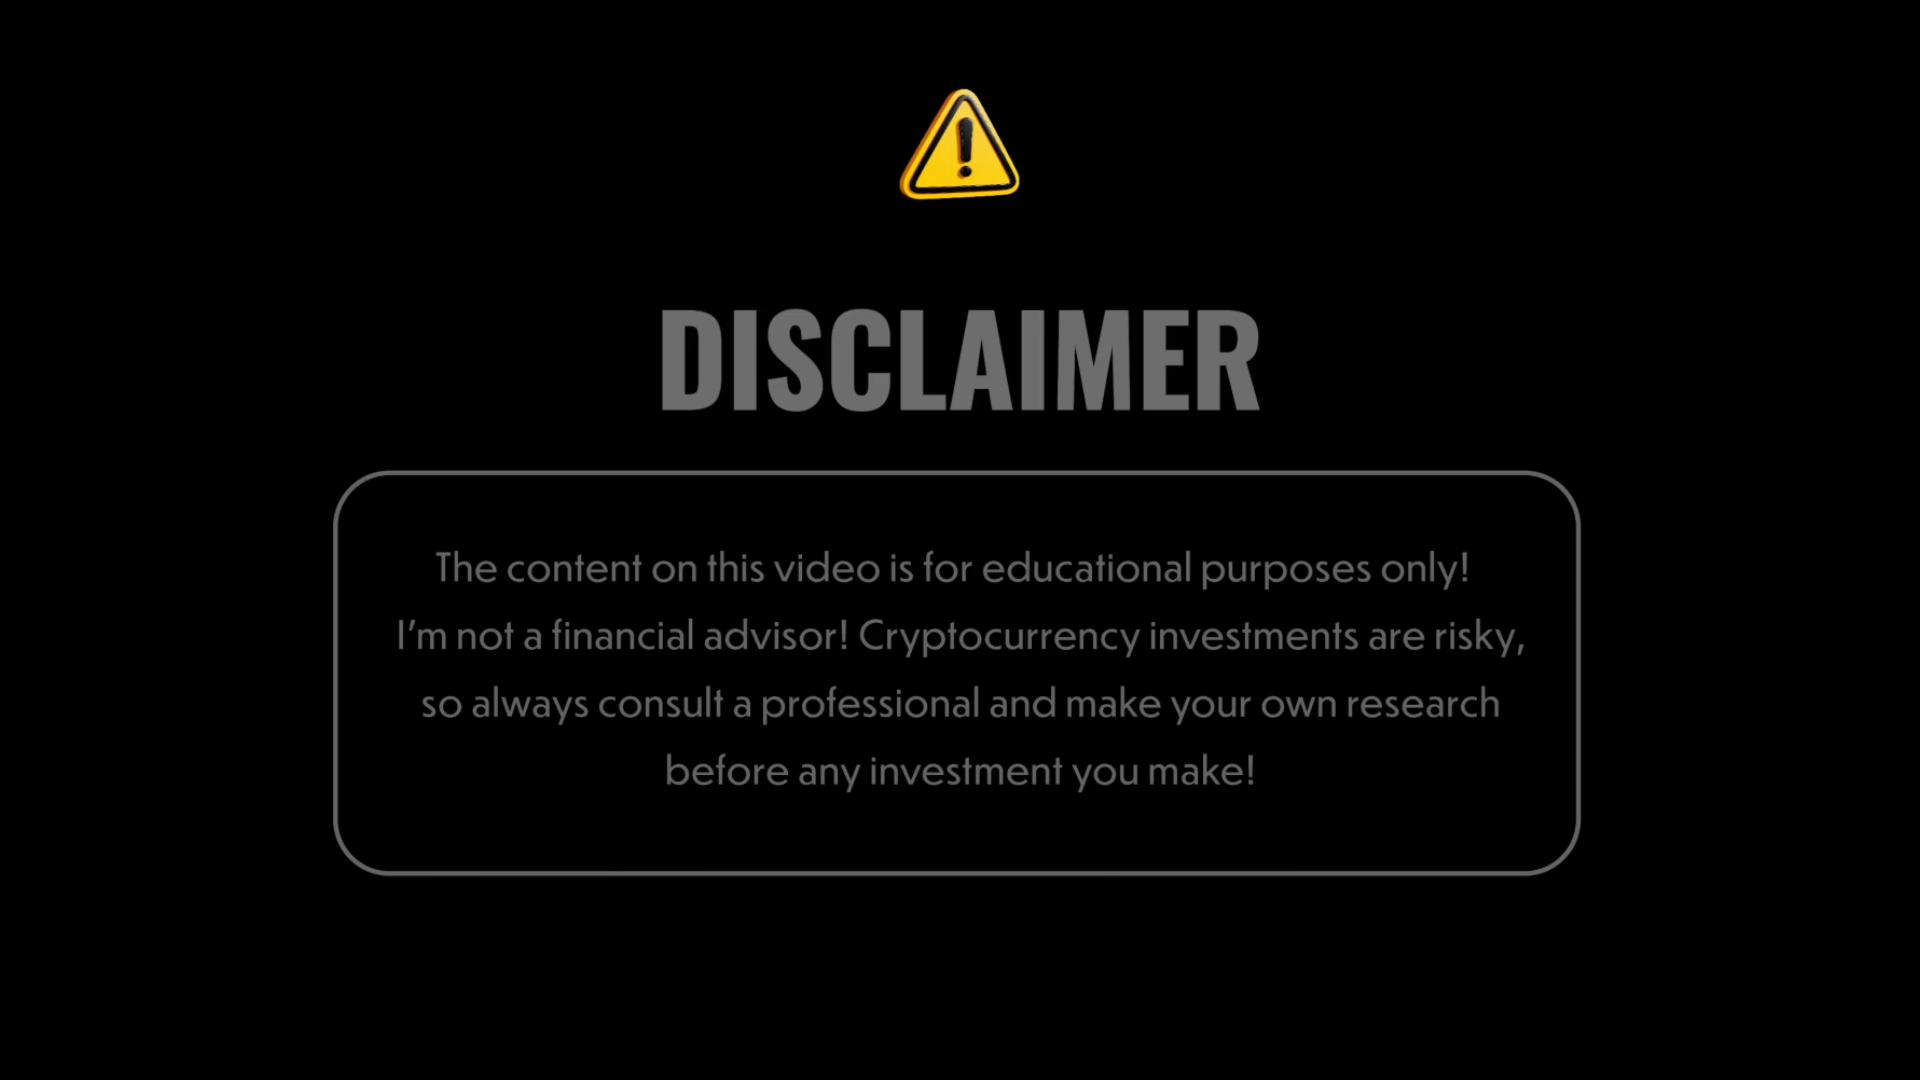 DISCLAIMER
The content on this video is for educational purposes only!
I'm not a financial advisor! Cryptocurrency investments are risky,
so always consult a professional and make your own research
before any investment you make!